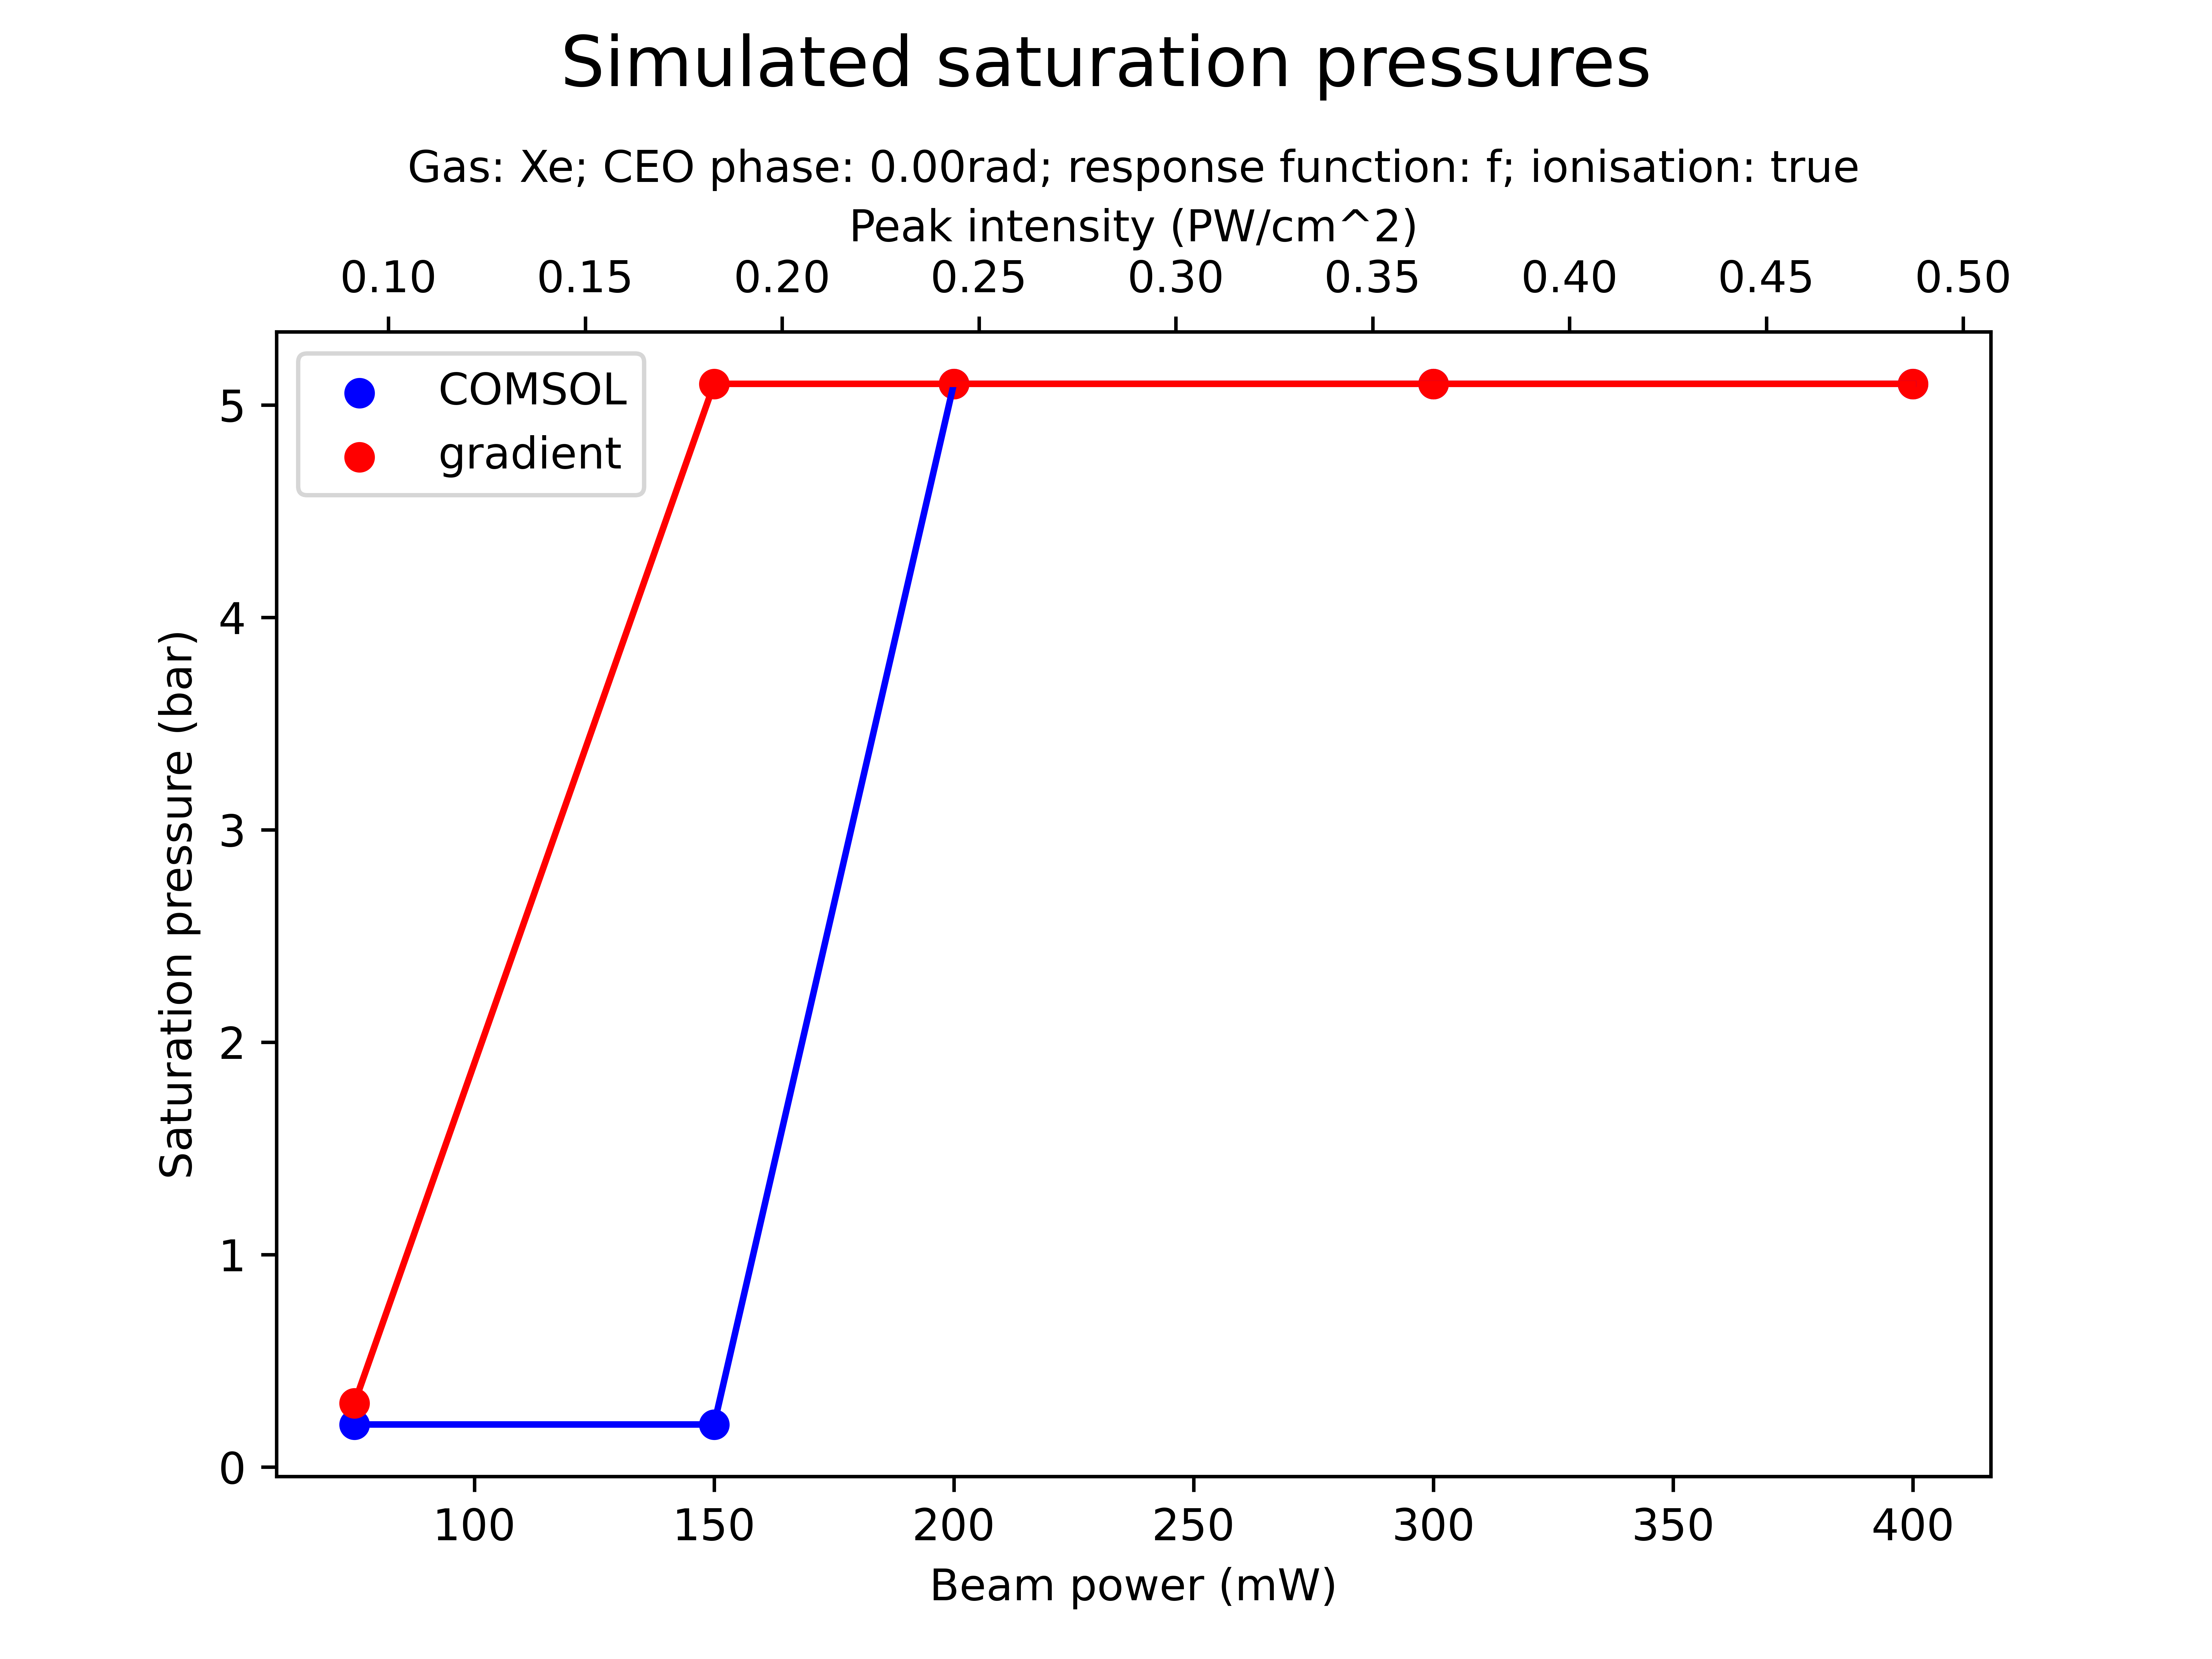 Simulated saturation pressures
Gas: Xe; CEO phase: 0.00rad; response function: f; ionisation: true
Peak intensity (PW/cm^2)
0.10 0.15 0.20 0.25 0.30 0.35 0.40 0.45 0.50
COMSOL
gradient
5
4
3
2
1
0
Saturation pressure (bar)
100 150 200 250 300 350 400
Beam power (mW)